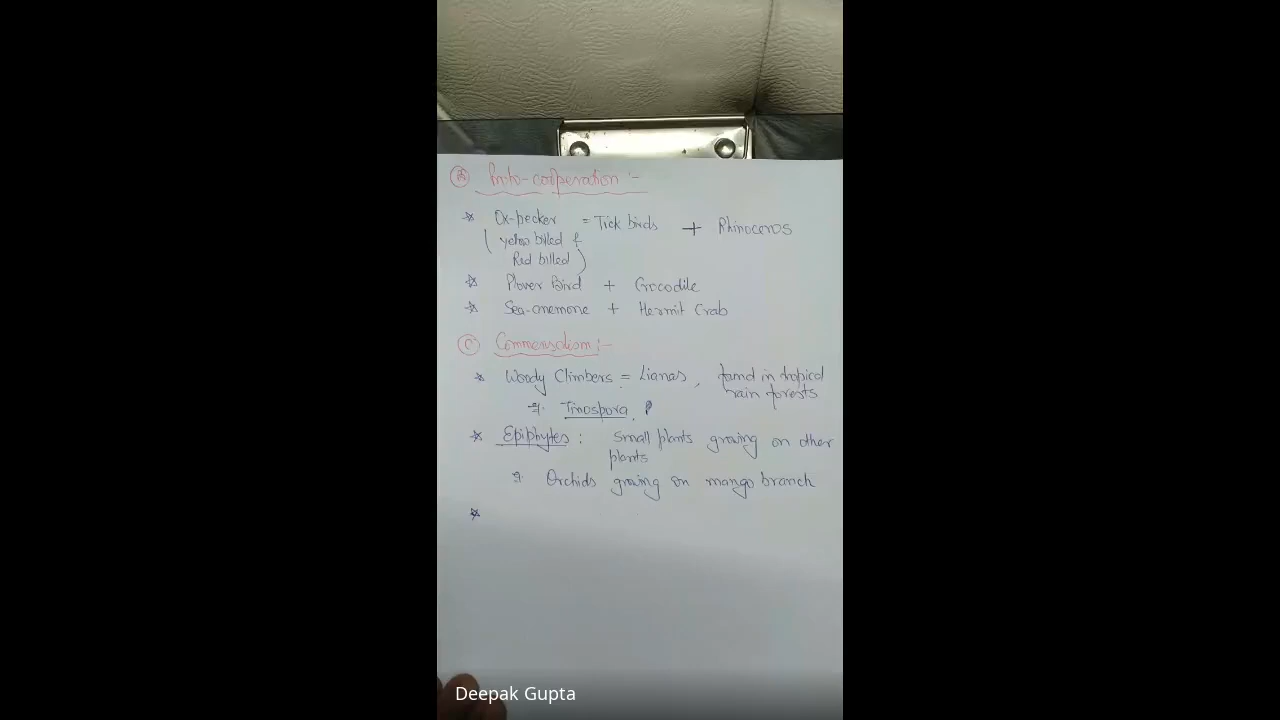 B Proto-cooperation :-
* Ox-pecker = Tick birds + Rhinoceros
( yellow billed &
Red billed )
* Plover Bird + Crocodile
* Sea-anemone + Hermit Crab
C Commensalism :-
* Woody Climbers = Lianas, found in tropical
rain forests
eg. Tinospora,
* Epiphytes : Small plants growing on other
plants
eg. Orchids growing on mango branch
*
Deepak Gupta